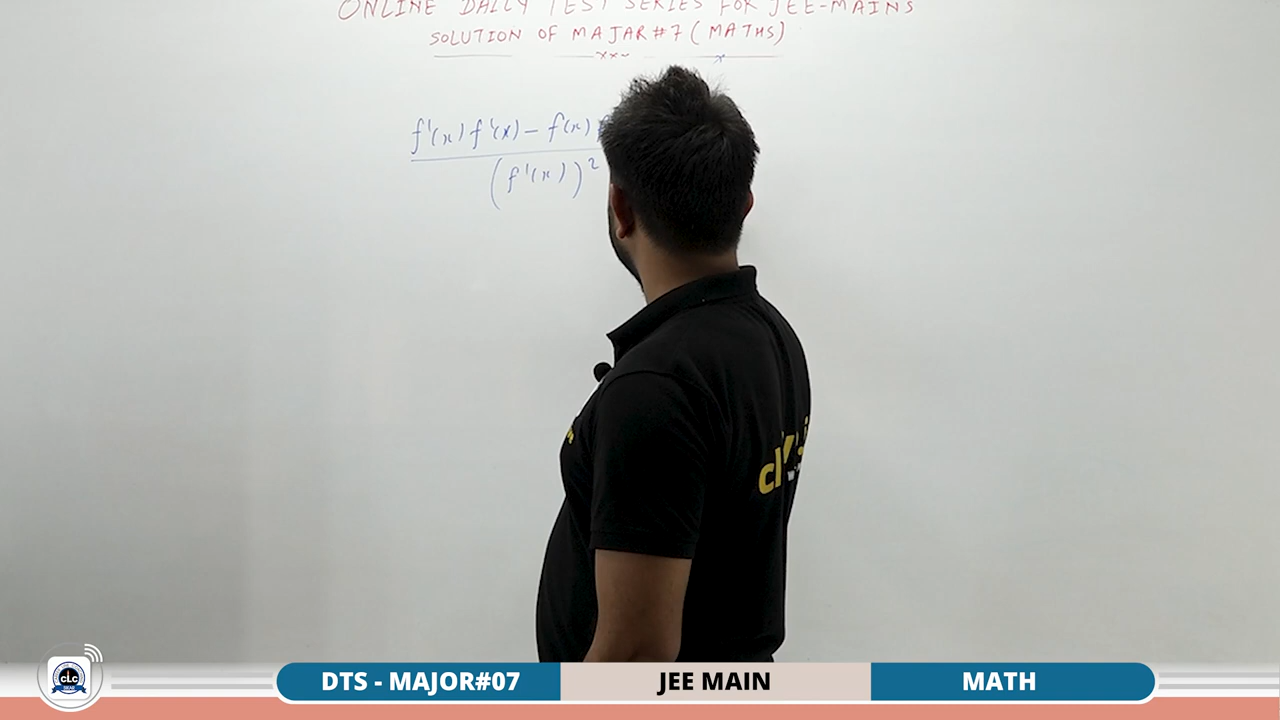 ONLINE DAILY TEST SERIES FOR JEE-MAINS
SOLUTION OF MAJAR#7 (MATHS)
f'(x) f'(x) - f(x)
(f'(x))²
DTS - MAJOR#07
JEE MAIN
MATH
CLC